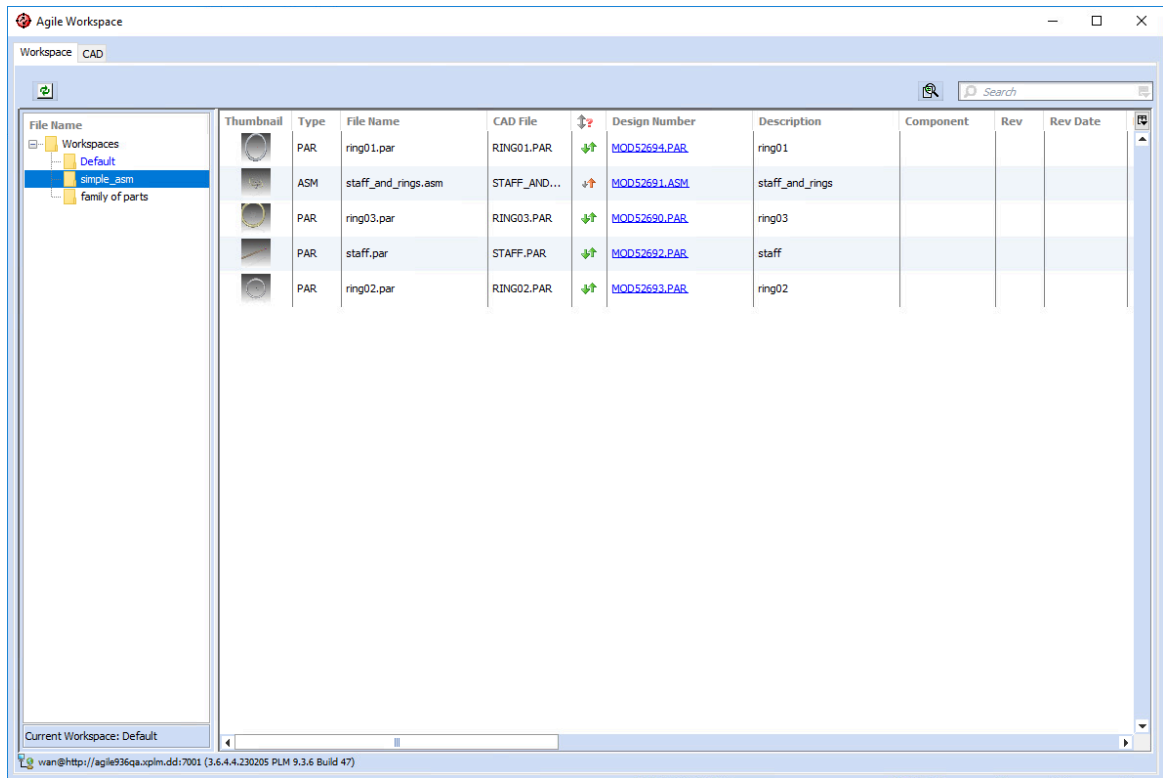 Agile Workspace
Workspace CAD
Search
File Name
Workspaces
Default
simple_asm
family of parts
Thumbnail Type File Name CAD File ? Design Number Description Component Rev Rev Date
PAR ring01.par RING01.PAR MOD52694.PAR ring01
ASM staff_and_rings.asm STAFF_AND... MOD52691.ASM staff_and_rings
PAR ring03.par RING03.PAR MOD52690.PAR ring03
PAR staff.par STAFF.PAR MOD52692.PAR staff
PAR ring02.par RING02.PAR MOD52693.PAR ring02
Current Workspace: Default
wan@http://agile936qa.xplm.dd:7001 (3.6.4.4.230205 PLM 9.3.6 Build 47)